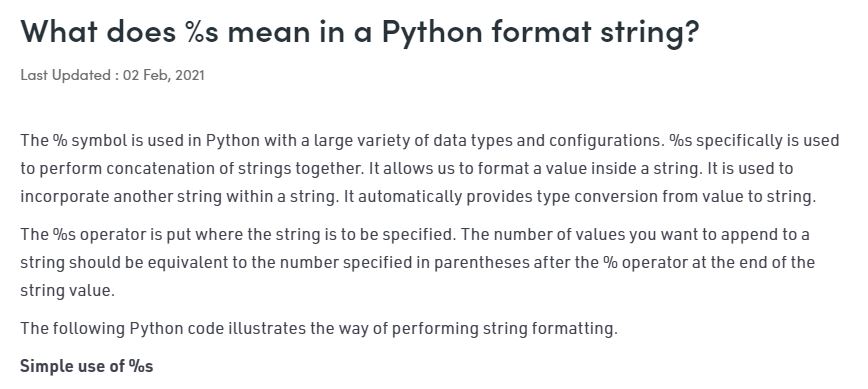 What does %s mean in a Python format string?
Last Updated : 02 Feb, 2021
The % symbol is used in Python with a large variety of data types and configurations. %s specifically is used
to perform concatenation of strings together. It allows us to format a value inside a string. It is used to
incorporate another string within a string. It automatically provides type conversion from value to string.
The %s operator is put where the string is to be specified. The number of values you want to append to a
string should be equivalent to the number specified in parentheses after the % operator at the end of the
string value.
The following Python code illustrates the way of performing string formatting.
Simple use of %s